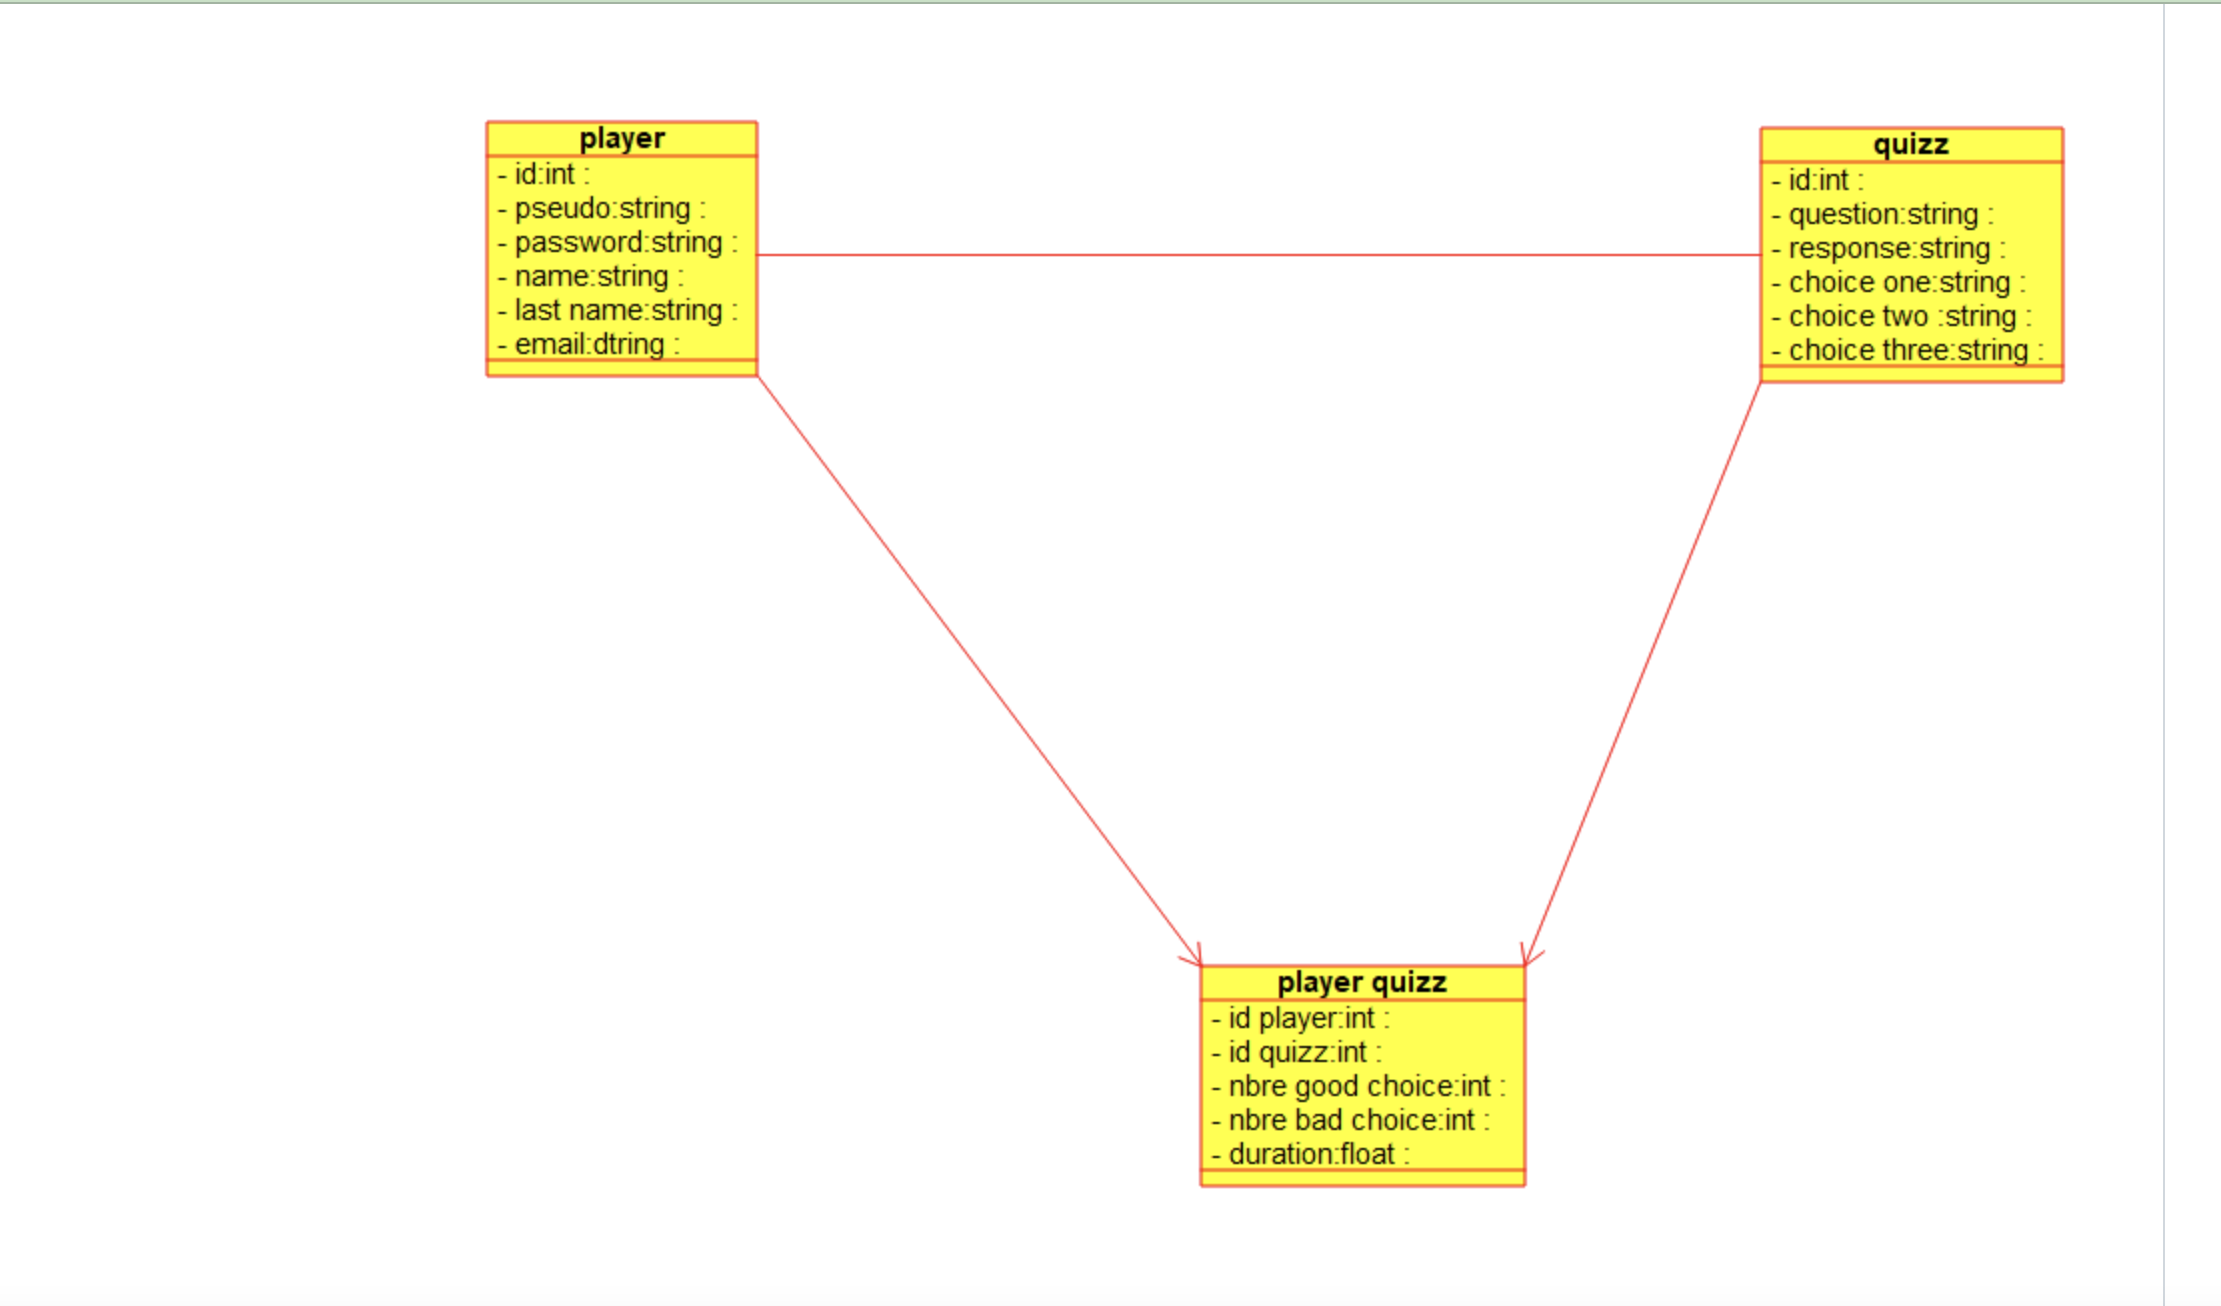 player
- id:int :
- pseudo:string :
- password:string :
- name:string :
- last name:string :
- email:dtring :
quizz
- id:int :
- question:string :
- response:string :
- choice one:string :
- choice two :string :
- choice three:string :
player quizz
- id player:int :
- id quizz:int :
- nbre good choice:int :
- nbre bad choice:int :
- duration:float :